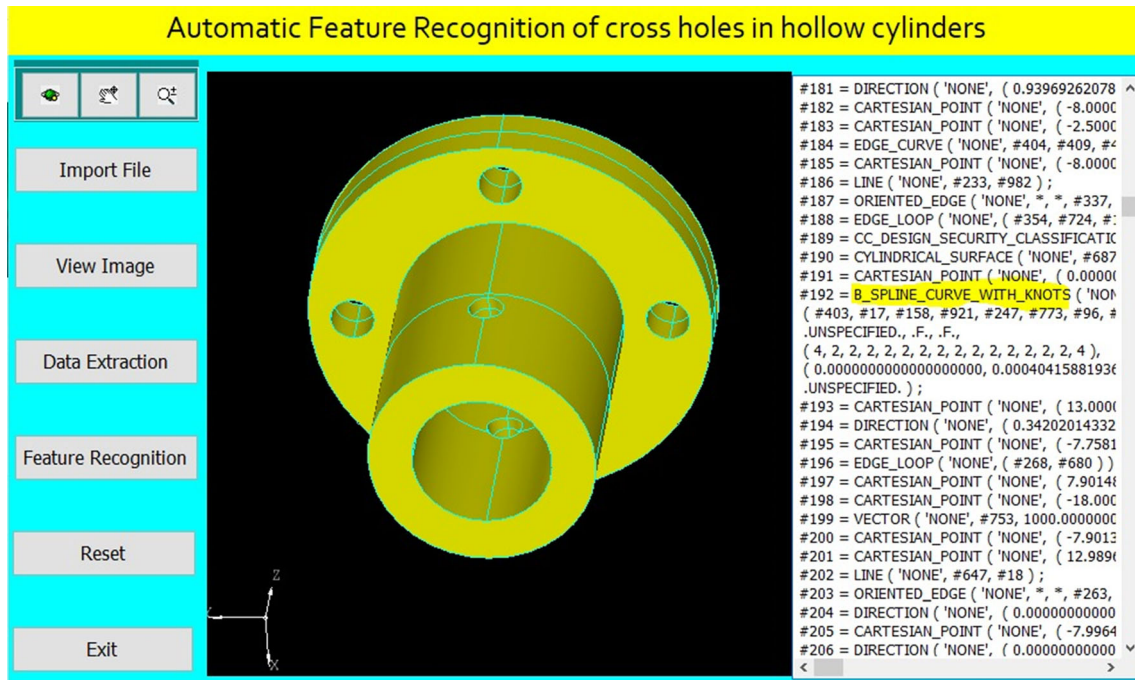 Automatic Feature Recognition of cross holes in hollow cylinders
Import File
View Image
Data Extraction
Feature Recognition
Reset
Exit
Z
X
#181 = DIRECTION ( 'NONE', ( 0.93969262078
#182 = CARTESIAN_POINT ( 'NONE', ( -8.0000
#183 = CARTESIAN_POINT ( 'NONE', ( -2.5000
#184 = EDGE_CURVE ( 'NONE', #404, #409, #4
#185 = CARTESIAN_POINT ( 'NONE', ( -8.0000
#186 = LINE ( 'NONE', #233, #982 ) ;
#187 = ORIENTED_EDGE ( 'NONE', *, *, #337,
#188 = EDGE_LOOP ( 'NONE', ( #354, #724, #1
#189 = CC_DESIGN_SECURITY_CLASSIFICATIC
#190 = CYLINDRICAL_SURFACE ( 'NONE', #687
#191 = CARTESIAN_POINT ( 'NONE', ( 0.0000
#192 = B_SPLINE_CURVE_WITH_KNOTS ( 'NON
( #403, #17, #158, #921, #247, #773, #96, #
.UNSPECIFIED., .F., .F.,
( 4, 2, 2, 2, 2, 2, 2, 2, 2, 2, 2, 2, 2, 2, 2, 4 ),
( 0.0000000000000000000, 0.00040415881936
.UNSPECIFIED. ) ;
#193 = CARTESIAN_POINT ( 'NONE', ( 13.0000
#194 = DIRECTION ( 'NONE', ( 0.34202014332
#195 = CARTESIAN_POINT ( 'NONE', ( -7.7581
#196 = EDGE_LOOP ( 'NONE', ( #268, #680 ) )
#197 = CARTESIAN_POINT ( 'NONE', ( 7.90148
#198 = CARTESIAN_POINT ( 'NONE', ( -18.000
#199 = VECTOR ( 'NONE', #753, 1000.0000000
#200 = CARTESIAN_POINT ( 'NONE', ( -7.9013
#201 = CARTESIAN_POINT ( 'NONE', ( 12.9896
#202 = LINE ( 'NONE', #647, #18 ) ;
#203 = ORIENTED_EDGE ( 'NONE', *, *, #263,
#204 = DIRECTION ( 'NONE', ( 0.00000000000
#205 = CARTESIAN_POINT ( 'NONE', ( -7.9964
#206 = DIRECTION ( 'NONE', ( 0.00000000000